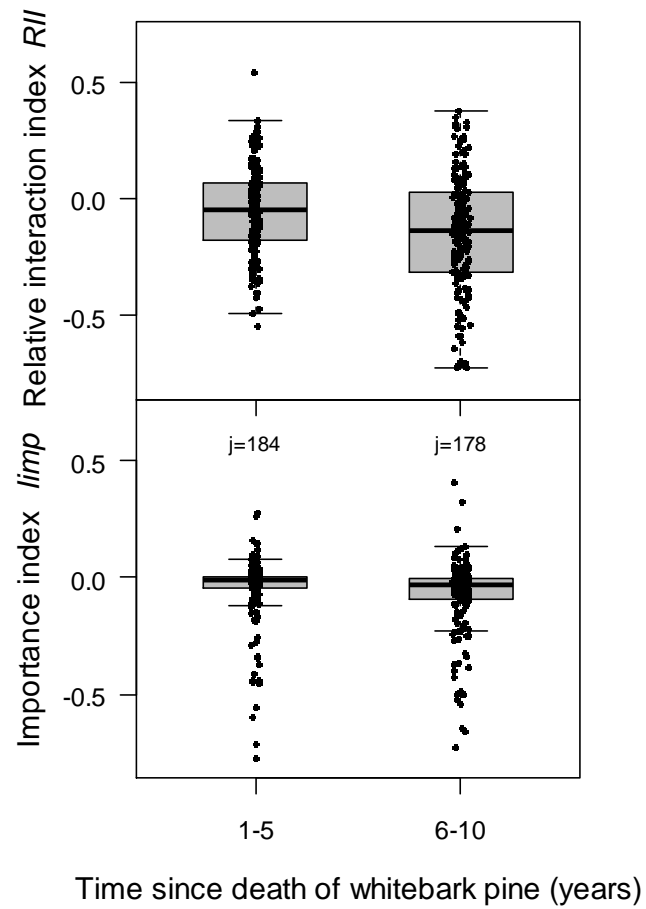 Relative interaction index RII
0.5
0.0
-0.5
Importance index Iimp
j=184
j=178
0.5
0.0
-0.5
1-5
6-10
Time since death of whitebark pine (years)